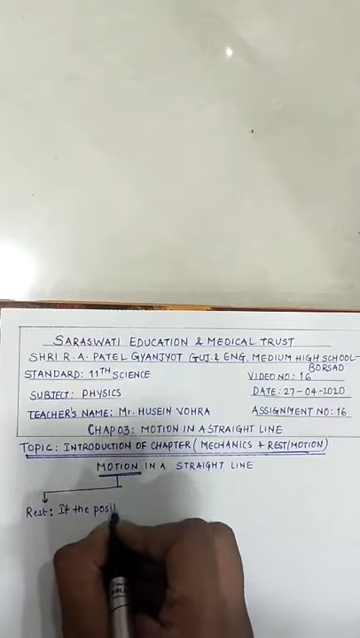 SARASWATI EDUCATION & MEDICAL TRUST
SHRI R.A. PATEL GYANJYOT GUJ. & ENG. MEDIUM HIGH SCHOOL-
BORSAD
STANDARD: 11TH SCIENCE VIDEO NO: 16
SUBJECT: PHYSICS DATE: 27-04-2020
TEACHER'S NAME: Mr. HUSEIN VOHRA ASSIGNMENT NO: 16
CHAP 03: MOTION IN A STRAIGHT LINE
TOPIC: INTRODUCTION OF CHAPTER (MECHANICS + REST/MOTION)
MOTION IN A STRAIGHT LINE
Rest: If the posi